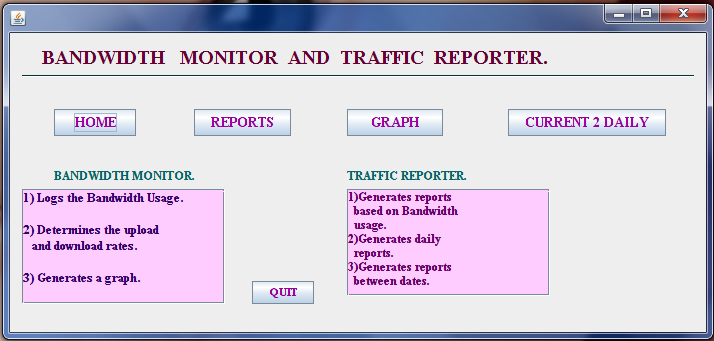 BANDWIDTH MONITOR AND TRAFFIC REPORTER.
HOME REPORTS GRAPH CURRENT 2 DAILY
BANDWIDTH MONITOR.
1) Logs the Bandwidth Usage.
2) Determines the upload
and download rates.
3) Generates a graph.
TRAFFIC REPORTER.
1)Generates reports
based on Bandwidth
usage.
2)Generates daily
reports.
3)Generates reports
between dates.
QUIT